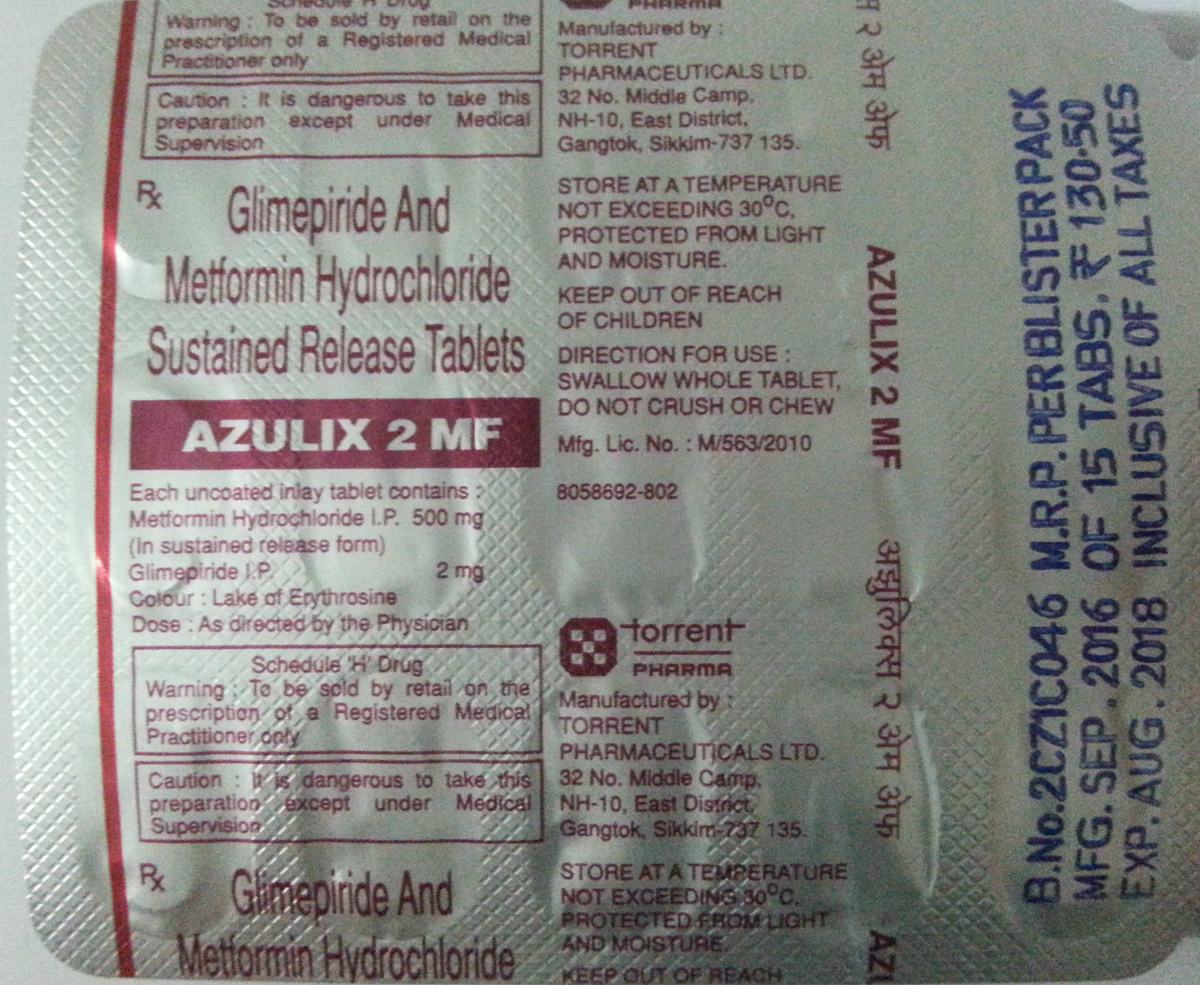 Schedule 'H' Drug
Warning : To be sold by retail on the
prescription of a Registered Medical
Practitioner only
Caution : It is dangerous to take this
preparation except under Medical
Supervision
Rx
Glimepiride And
Metformin Hydrochloride
Sustained Release Tablets
AZULIX 2 MF
Each uncoated inlay tablet contains :
Metformin Hydrochloride I.P. 500 mg
(In sustained release form)
Glimepiride I.P. 2 mg
Colour : Lake of Erythrosine
Dose : As directed by the Physician
Schedule 'H' Drug
Warning : To be sold by retail on the
prescription of a Registered Medical
Practitioner only
Caution : It is dangerous to take this
preparation except under Medical
Supervision
Rx
Glimepiride And
Metformin Hydrochloride
PHARMA
Manufactured by :
TORRENT
PHARMACEUTICALS LTD.
32 No. Middle Camp,
NH-10, East District,
Gangtok, Sikkim-737 135.
STORE AT A TEMPERATURE
NOT EXCEEDING 30°C,
PROTECTED FROM LIGHT
AND MOISTURE.
KEEP OUT OF REACH
OF CHILDREN
DIRECTION FOR USE :
SWALLOW WHOLE TABLET,
DO NOT CRUSH OR CHEW
Mfg. Lic. No. : M/563/2010
8058692-802
torrent
PHARMA
Manufactured by :
TORRENT
PHARMACEUTICALS LTD.
32 No. Middle Camp,
NH-10, East District,
Gangtok, Sikkim-737 135.
STORE AT A TEMPERATURE
NOT EXCEEDING 30°C.
PROTECTED FROM LIGHT
AND MOISTURE.
KEEP OUT OF REACH
२ अेम अेफ
AZULIX 2 MF
अझुलिक्स २ अेम अेफ
AZU
B.No.2CZ1C046 M.R.P.PER BLISTER PACK
MFG. SEP. 2016 OF 15 TABS. ₹ 130.50
EXP. AUG. 2018 INCLUSIVE OF ALL TAXES